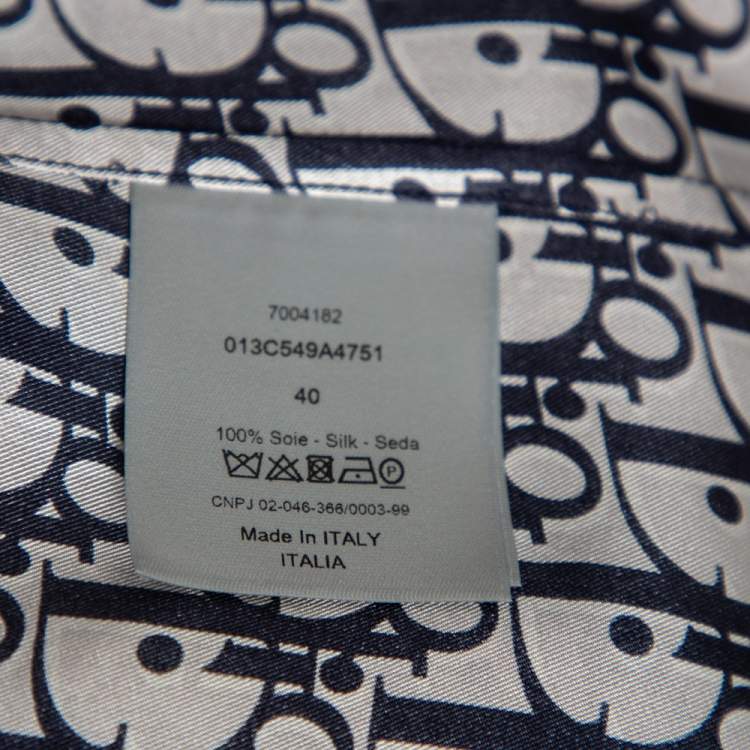 7004182
013C549A4751
40
100% Soie - Silk - Seda
P
CNPJ 02-046-366/0003-99
Made In ITALY
ITALIA